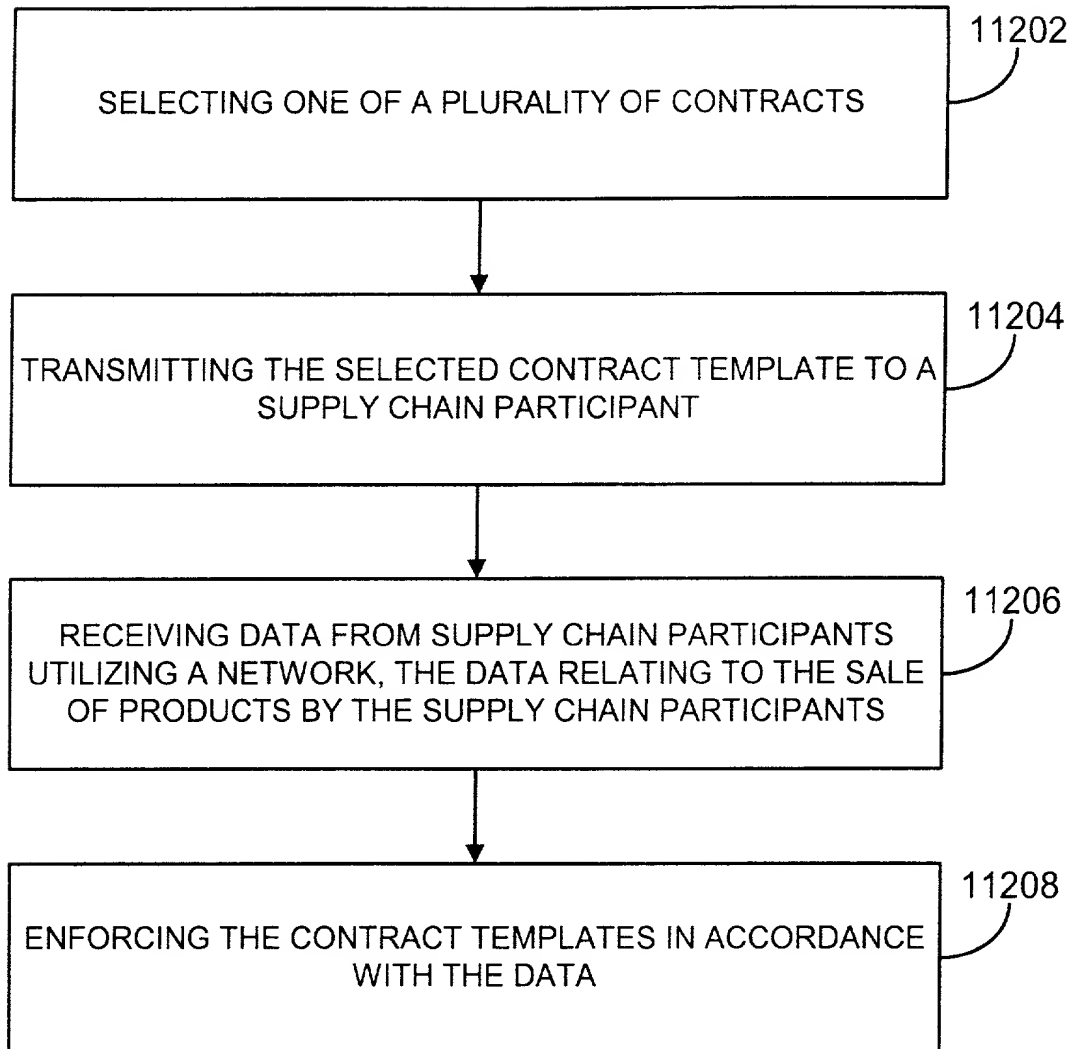 11202
SELECTING ONE OF A PLURALITY OF CONTRACTS
11204
TRANSMITTING THE SELECTED CONTRACT TEMPLATE TO A
SUPPLY CHAIN PARTICIPANT
11206
RECEIVING DATA FROM SUPPLY CHAIN PARTICIPANTS
UTILIZING A NETWORK, THE DATA RELATING TO THE SALE
OF PRODUCTS BY THE SUPPLY CHAIN PARTICIPANTS
11208
ENFORCING THE CONTRACT TEMPLATES IN ACCORDANCE
WITH THE DATA